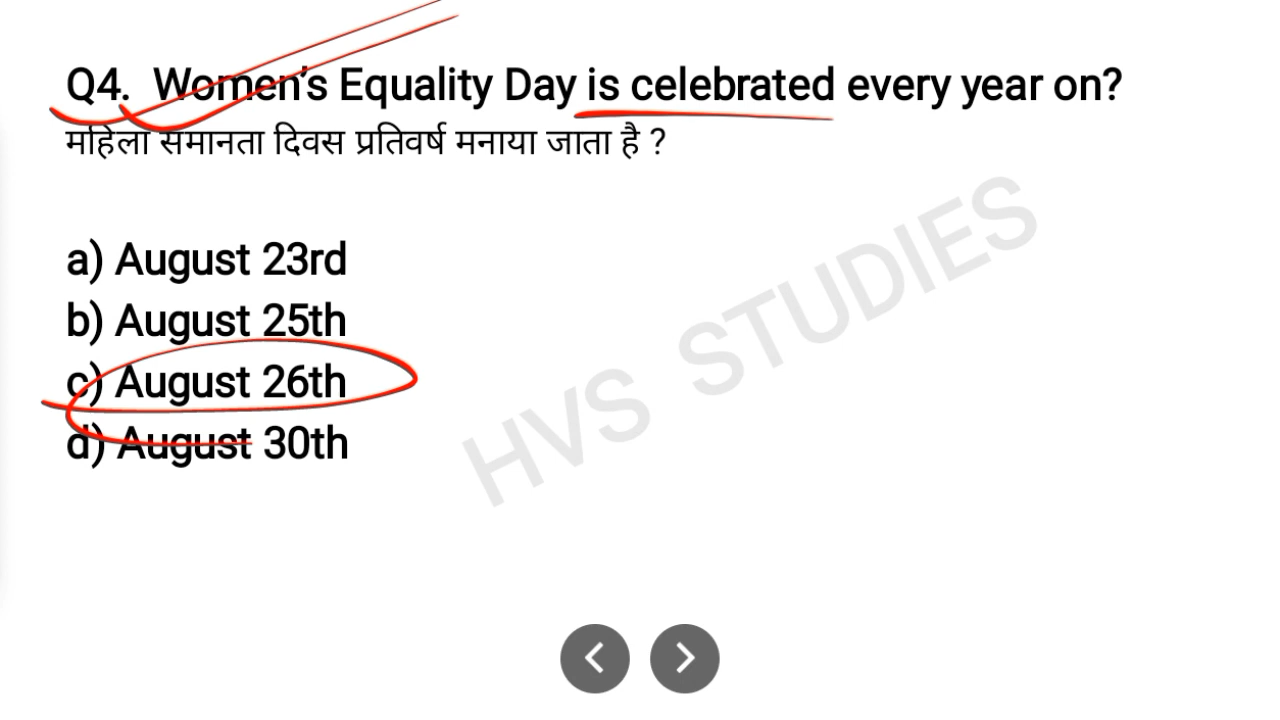 Q4. Women's Equality Day is celebrated every year on?
महिला समानता दिवस प्रतिवर्ष मनाया जाता है ?
a) August 23rd
b) August 25th
c) August 26th
d) August 30th
HVS STUDIES